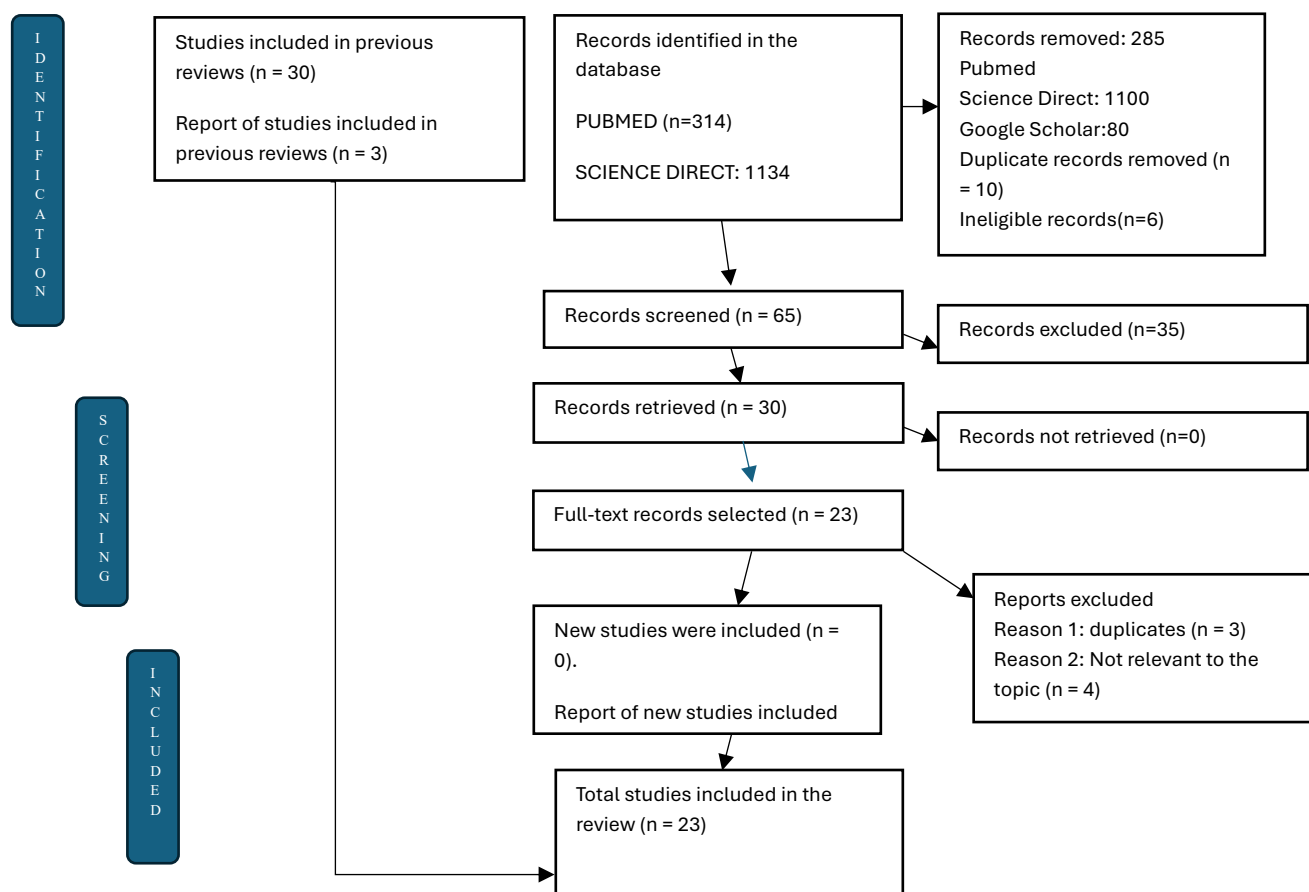 IDENTIFICATION
Studies included in previous
reviews (n = 30)
Report of studies included in
previous reviews (n = 3)
Records identified in the
database
PUBMED (n=314)
SCIENCE DIRECT: 1134
Records removed: 285
Pubmed
Science Direct: 1100
Google Scholar:80
Duplicate records removed (n
= 10)
Ineligible records(n=6)
Records screened (n = 65)
Records excluded (n=35)
SCREENING
Records retrieved (n = 30)
Records not retrieved (n=0)
Full-text records selected (n = 23)
Reports excluded
Reason 1: duplicates (n = 3)
Reason 2: Not relevant to the
topic (n = 4)
INCLUDED
New studies were included (n =
0).
Report of new studies included
Total studies included in the
review (n = 23)